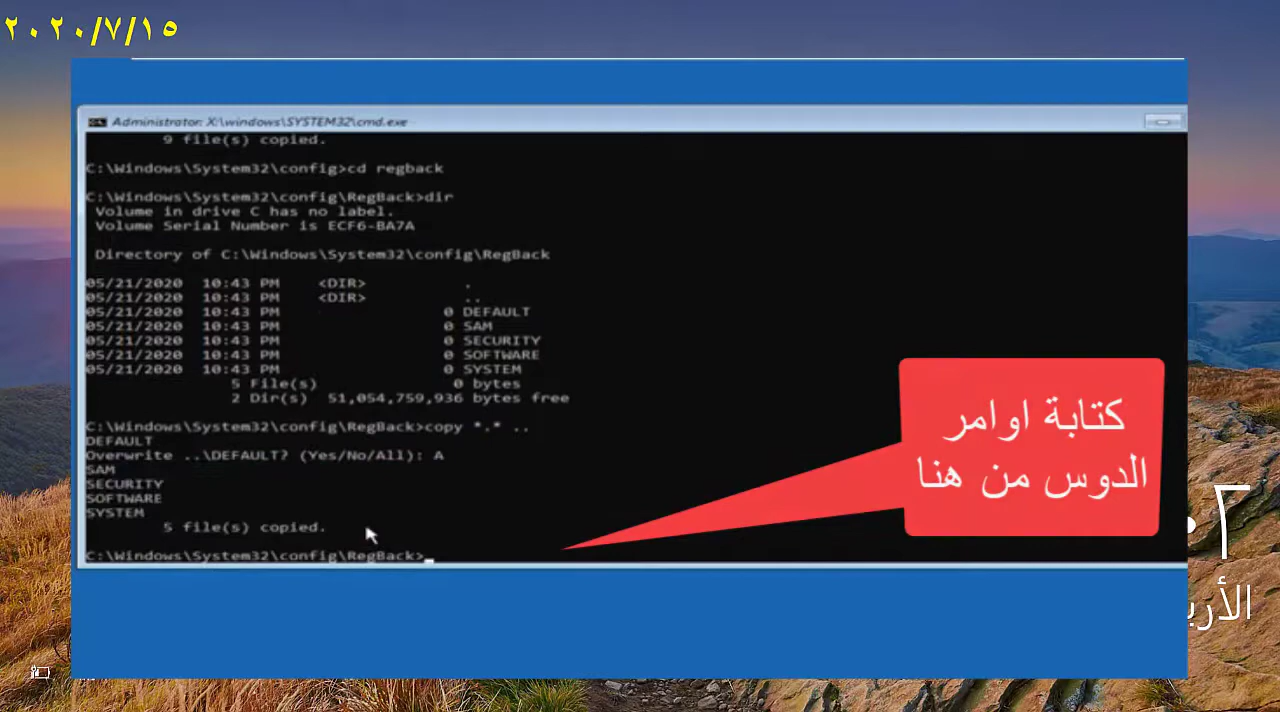 ٢٠٢٠/٧/١٥
Administrator: X:\windows\SYSTEM32\cmd.exe
9 file(s) copied.
C:\Windows\System32\config>cd regback
C:\Windows\System32\config\RegBack>dir
Volume in drive C has no label.
Volume Serial Number is ECF6-BA7A
Directory of C:\Windows\System32\config\RegBack
05/21/2020 10:43 PM <DIR> .
05/21/2020 10:43 PM <DIR> ..
05/21/2020 10:43 PM 0 DEFAULT
05/21/2020 10:43 PM 0 SAM
05/21/2020 10:43 PM 0 SECURITY
05/21/2020 10:43 PM 0 SOFTWARE
05/21/2020 10:43 PM 0 SYSTEM
5 File(s) 0 bytes
2 Dir(s) 51,054,759,936 bytes free
C:\Windows\System32\config\RegBack>copy *.* ..
DEFAULT
Overwrite ..\DEFAULT? (Yes/No/All): A
SAM
SECURITY
SOFTWARE
SYSTEM
5 file(s) copied.
C:\Windows\System32\config\RegBack>
كتابة اوامر
الدوس من هنا